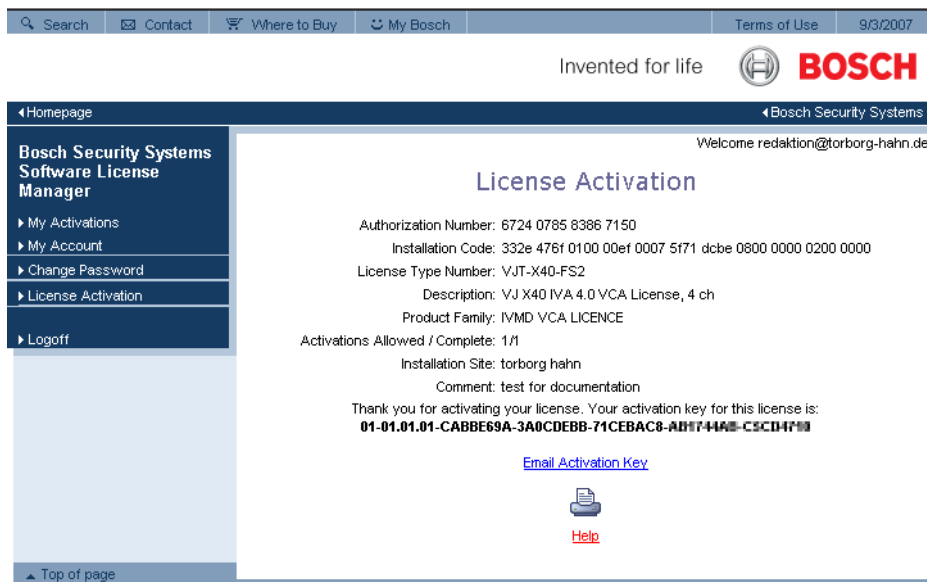 Search Contact Where to Buy My Bosch Terms of Use 9/3/2007
Invented for life BOSCH
Homepage Bosch Security Systems
Welcome redaktion@torborg-hahn.de
Bosch Security Systems
Software License
Manager
My Activations
My Account
Change Password
License Activation
Logoff
License Activation
Authorization Number: 6724 0785 8386 7150
Installation Code: 332e 476f 0100 00ef 0007 5f71 dcbe 0800 0000 0200 0000
License Type Number: VJT-X40-FS2
Description: VJ X40 IVA 4.0 VCA License, 4 ch
Product Family: IVMD VCA LICENCE
Activations Allowed / Complete: 1/1
Installation Site: torborg hahn
Comment: test for documentation
Thank you for activating your license. Your activation key for this license is:
01-01.01.01-CABBE69A-3A0CDEBB-71CEBAC8-
Email Activation Key
Help
Top of page